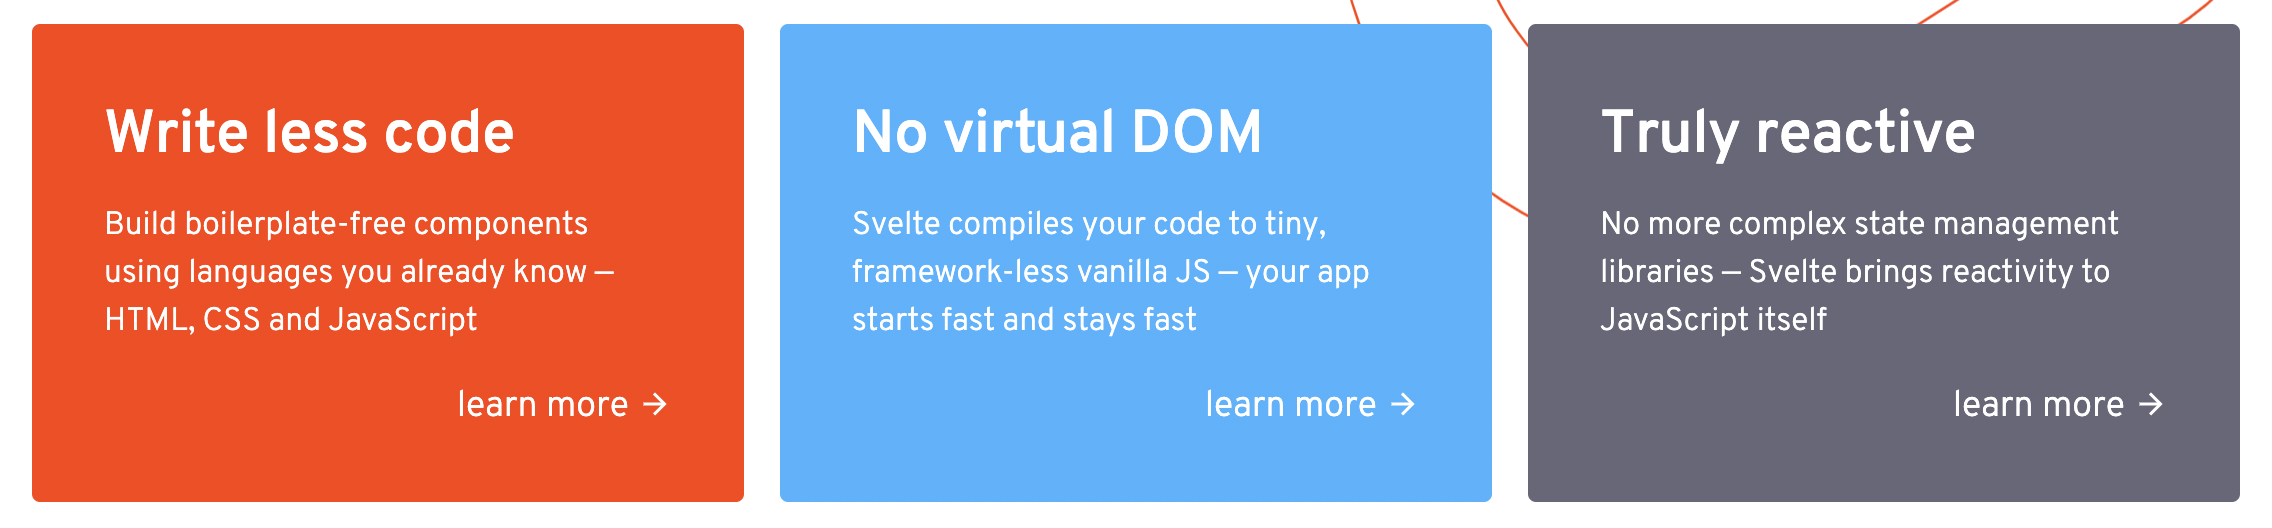 Write less code
Build boilerplate-free components
using languages you already know —
HTML, CSS and JavaScript
learn more →
No virtual DOM
Svelte compiles your code to tiny,
framework-less vanilla JS — your app
starts fast and stays fast
learn more →
Truly reactive
No more complex state management
libraries — Svelte brings reactivity to
JavaScript itself
learn more →